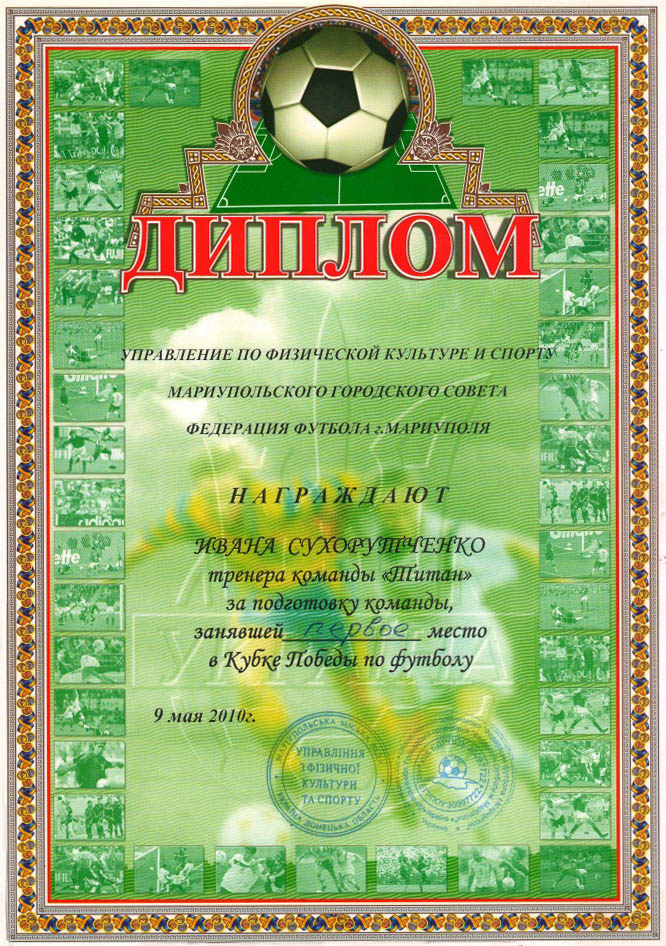 ДИПЛОМ
УПРАВЛЕНИЕ ПО ФИЗИЧЕСКОЙ КУЛЬТУРЕ И СПОРТУ
МАРИУПОЛЬСКОГО ГОРОДСКОГО СОВЕТА
ФЕДЕРАЦИЯ ФУТБОЛА г.МАРИУПОЛЯ
НАГРАЖДАЮТ
ИВАНА СУХОРУТЧЕНКО
тренера команды «Титан»
за подготовку команды,
занявшей первое место
в Кубке Победы по футболу
9 мая 2010г.
УПРАВЛІННЯ
З ФІЗИЧНОЇ
КУЛЬТУРИ
ТА СПОРТУ